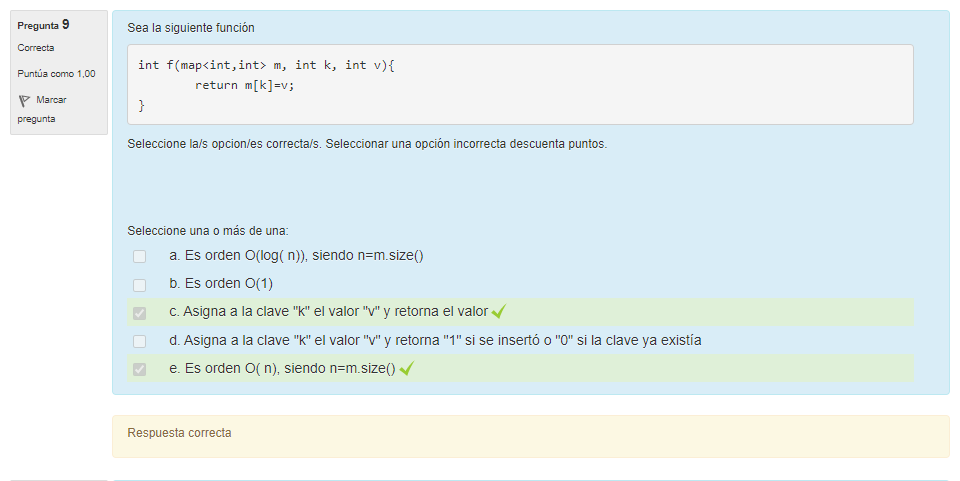 Pregunta 9
Correcta
Puntúa como 1,00
Marcar
pregunta
Sea la siguiente función
int f(map<int,int> m, int k, int v){
return m[k]=v;
}
Seleccione la/s opcion/es correcta/s. Seleccionar una opción incorrecta descuenta puntos.
Seleccione una o más de una:
a. Es orden O(log( n)), siendo n=m.size()
b. Es orden O(1)
c. Asigna a la clave "k" el valor "v" y retorna el valor
d. Asigna a la clave "k" el valor "v" y retorna "1" si se insertó o "0" si la clave ya existía
e. Es orden O( n), siendo n=m.size()
Respuesta correcta